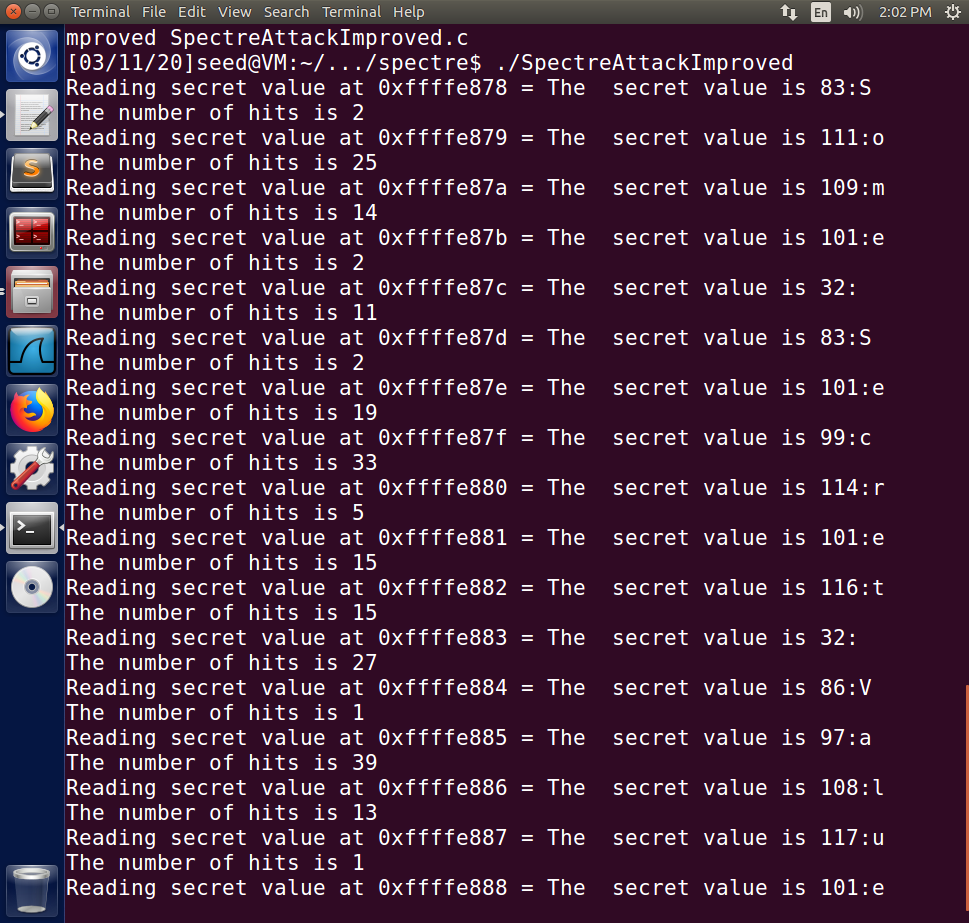 Terminal File Edit View Search Terminal Help En 2:02 PM
mproved SpectreAttackImproved.c
[03/11/20]seed@VM:~/.../spectre$ ./SpectreAttackImproved
Reading secret value at 0xffffe878 = The  secret value is 83:S
The number of hits is 2
Reading secret value at 0xffffe879 = The  secret value is 111:o
The number of hits is 25
Reading secret value at 0xffffe87a = The  secret value is 109:m
The number of hits is 14
Reading secret value at 0xffffe87b = The  secret value is 101:e
The number of hits is 2
Reading secret value at 0xffffe87c = The  secret value is 32:
The number of hits is 11
Reading secret value at 0xffffe87d = The  secret value is 83:S
The number of hits is 2
Reading secret value at 0xffffe87e = The  secret value is 101:e
The number of hits is 19
Reading secret value at 0xffffe87f = The  secret value is 99:c
The number of hits is 33
Reading secret value at 0xffffe880 = The  secret value is 114:r
The number of hits is 5
Reading secret value at 0xffffe881 = The  secret value is 101:e
The number of hits is 15
Reading secret value at 0xffffe882 = The  secret value is 116:t
The number of hits is 15
Reading secret value at 0xffffe883 = The  secret value is 32:
The number of hits is 27
Reading secret value at 0xffffe884 = The  secret value is 86:V
The number of hits is 1
Reading secret value at 0xffffe885 = The  secret value is 97:a
The number of hits is 39
Reading secret value at 0xffffe886 = The  secret value is 108:l
The number of hits is 13
Reading secret value at 0xffffe887 = The  secret value is 117:u
The number of hits is 1
Reading secret value at 0xffffe888 = The  secret value is 101:e